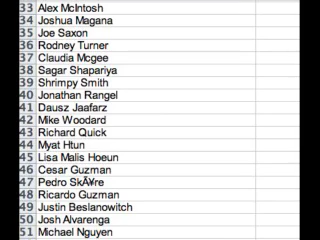 33 Alex McIntosh
34 Joshua Magana
35 Joe Saxon
36 Rodney Turner
37 Claudia Mcgee
38 Sagar Shapariya
39 Shrimpy Smith
40 Jonathan Rangel
41 Dausz Jaafarz
42 Mike Woodard
43 Richard Quick
44 Myat Htun
45 Lisa Malis Hoeun
46 Cesar Guzman
47 Pedro SkÃ¥re
48 Ricardo Guzman
49 Justin Beslanowitch
50 Josh Alvarenga
51 Michael Nguyen